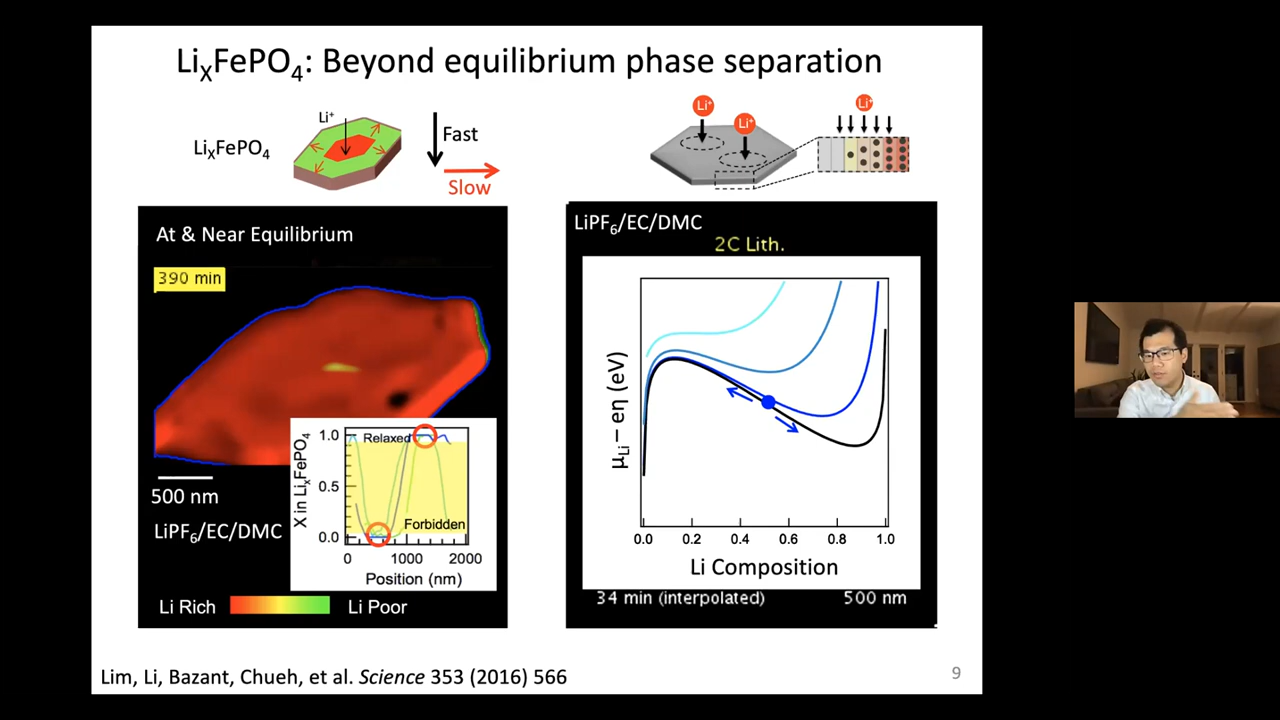 LiXFePO4: Beyond equilibrium phase separation
LiXFePO4
Li+
Fast
Slow
Li+
Li+
Li+
At & Near Equilibrium
390 min
500 nm
LiPF6/EC/DMC
X in LixFePO4
1.0
0.5
0.0
Relaxed
Forbidden
0
1000
2000
Position (nm)
Li Rich
Li Poor
LiPF6/EC/DMC
2C Lith.
μLi – eη (eV)
0.0
0.2
0.4
0.6
0.8
1.0
Li Composition
34 min (interpolated)
500 nm
Lim, Li, Bazant, Chueh, et al. Science 353 (2016) 566
9